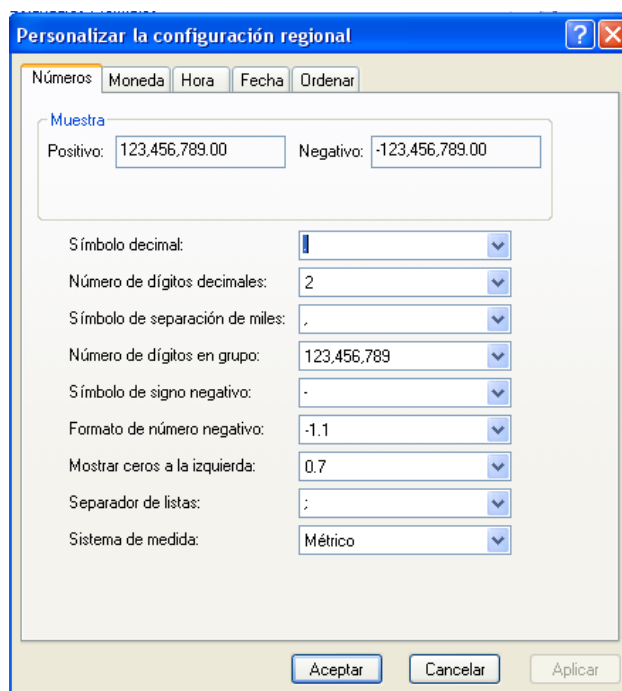 Personalizar la configuración regional
Números Moneda Hora Fecha Ordenar
Muestra
Positivo: 123,456,789.00 Negativo: -123,456,789.00
Símbolo decimal: .
Número de dígitos decimales: 2
Símbolo de separación de miles: ,
Número de dígitos en grupo: 123,456,789
Símbolo de signo negativo: -
Formato de número negativo: -1.1
Mostrar ceros a la izquierda: 0.7
Separador de listas: ;
Sistema de medida: Métrico
Aceptar Cancelar Aplicar